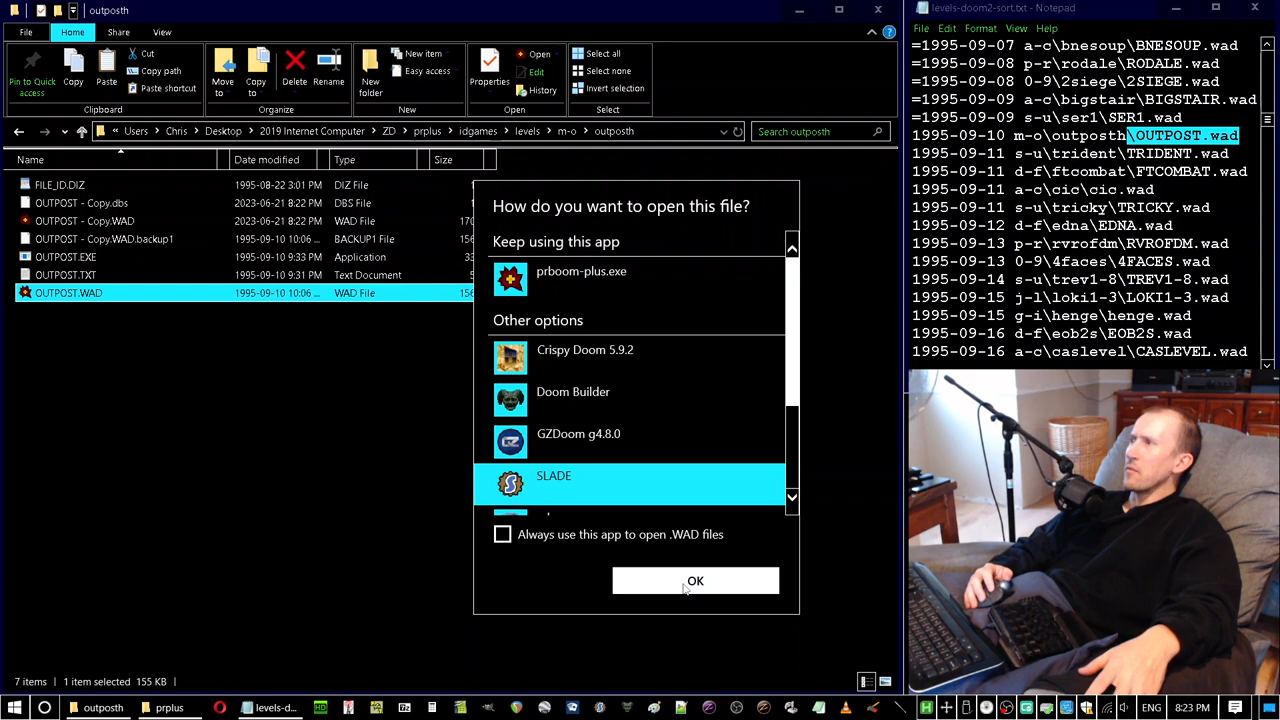 outposth
File
Home
Share
View
Pin to Quick access
Copy
Paste
Cut
Copy path
Paste shortcut
Clipboard
Move to
Copy to
Delete
Rename
Organize
New folder
New item
Easy access
New
Properties
Open
Edit
History
Open
Select all
Select none
Invert selection
Select
Users > Chris > Desktop > 2019 Internet Computer > ZD > prplus > idgames > levels > m-o > outposth
Search outposth
Name Date modified Type Size
FILE_ID.DIZ 1995-08-22 3:01 PM DIZ File
OUTPOST - Copy.dbs 2023-06-21 8:22 PM DBS File
OUTPOST - Copy.WAD 2023-06-21 8:22 PM WAD File 170
OUTPOST - Copy.WAD.backup1 1995-09-10 10:06 ... BACKUP1 File 156
OUTPOST.EXE 1995-09-10 10:06 ... Application 33
OUTPOST.TXT 1995-09-10 9:31 PM Text Document 5
OUTPOST.WAD 1995-09-10 10:06 ... WAD File 156
How do you want to open this file?
Keep using this app
prboom-plus.exe
Other options
Crispy Doom 5.9.2
Doom Builder
GZDoom g4.8.0
SLADE
Always use this app to open .WAD files
OK
7 items 1 item selected 155 KB
levels-doom2-sort.txt - Notepad
File Edit Format View Help
=1995-09-07 a-c\bnesoup\BNESOUP.wad
=1995-09-08 p-r\rodale\RODALE.wad
=1995-09-08 0-9\2siege\2SIEGE.wad
=1995-09-09 a-c\bigstair\BIGSTAIR.wad
=1995-09-09 s-u\ser1\SER1.wad
1995-09-10 m-o\outposth\OUTPOST.wad
1995-09-11 s-u\trident\TRIDENT.wad
1995-09-11 d-f\ftcombat\FTCOMBAT.wad
1995-09-11 a-c\cic\cic.wad
1995-09-11 s-u\tricky\TRICKY.wad
1995-09-12 d-f\edna\EDNA.wad
1995-09-13 p-r\rvrofdm\RVROFDM.wad
1995-09-13 0-9\4faces\4FACES.wad
1995-09-14 s-u\trev1-8\TREV1-8.wad
1995-09-15 j-l\loki1-3\LOKI1-3.wad
1995-09-15 g-i\henge\henge.wad
1995-09-16 d-f\eob2s\EOB2S.wad
1995-09-16 a-c\caslevel\CASLEVEL.wad
outposth
prplus
levels-d...
ENG
8:23 PM